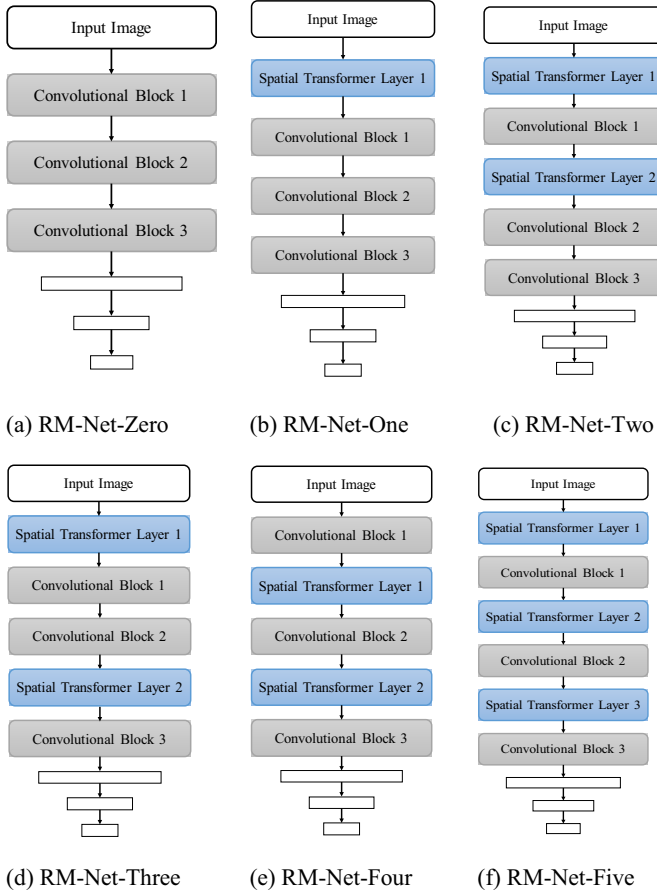 Input Image
Convolutional Block 1
Convolutional Block 2
Convolutional Block 3
(a) RM-Net-Zero
Input Image
Spatial Transformer Layer 1
Convolutional Block 1
Convolutional Block 2
Convolutional Block 3
(b) RM-Net-One
Input Image
Spatial Transformer Layer 1
Convolutional Block 1
Spatial Transformer Layer 2
Convolutional Block 2
Convolutional Block 3
(c) RM-Net-Two
Input Image
Spatial Transformer Layer 1
Convolutional Block 1
Convolutional Block 2
Spatial Transformer Layer 2
Convolutional Block 3
(d) RM-Net-Three
Input Image
Convolutional Block 1
Spatial Transformer Layer 1
Convolutional Block 2
Spatial Transformer Layer 2
Convolutional Block 3
(e) RM-Net-Four
Input Image
Spatial Transformer Layer 1
Convolutional Block 1
Spatial Transformer Layer 2
Convolutional Block 2
Spatial Transformer Layer 3
Convolutional Block 3
(f) RM-Net-Five